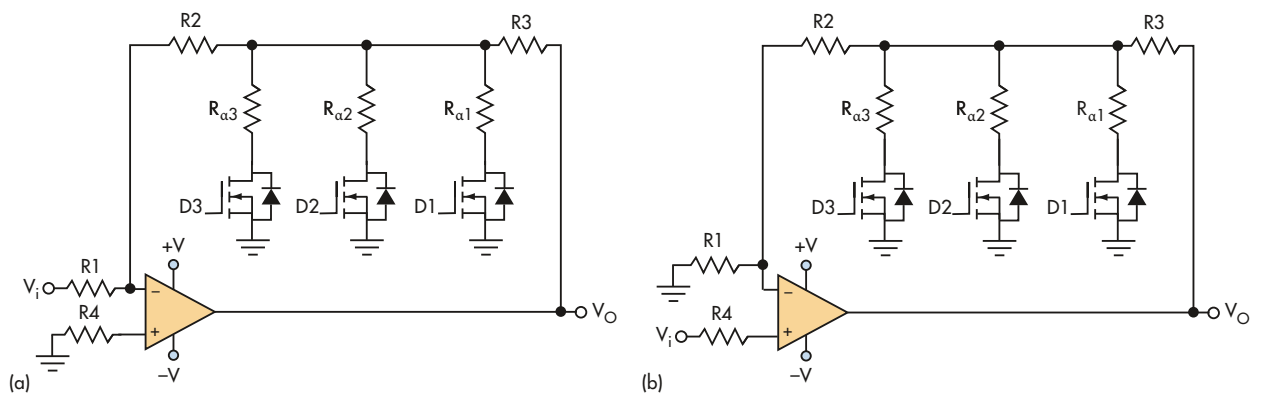 R2
R3
Rα3
Rα2
Rα1
D3
D2
D1
+V
R1
Vi
−
R4
+
VO
−V
(a)
R2
R3
Rα3
Rα2
Rα1
D3
D2
D1
R1
+V
−
R4
Vi
+
VO
−V
(b)